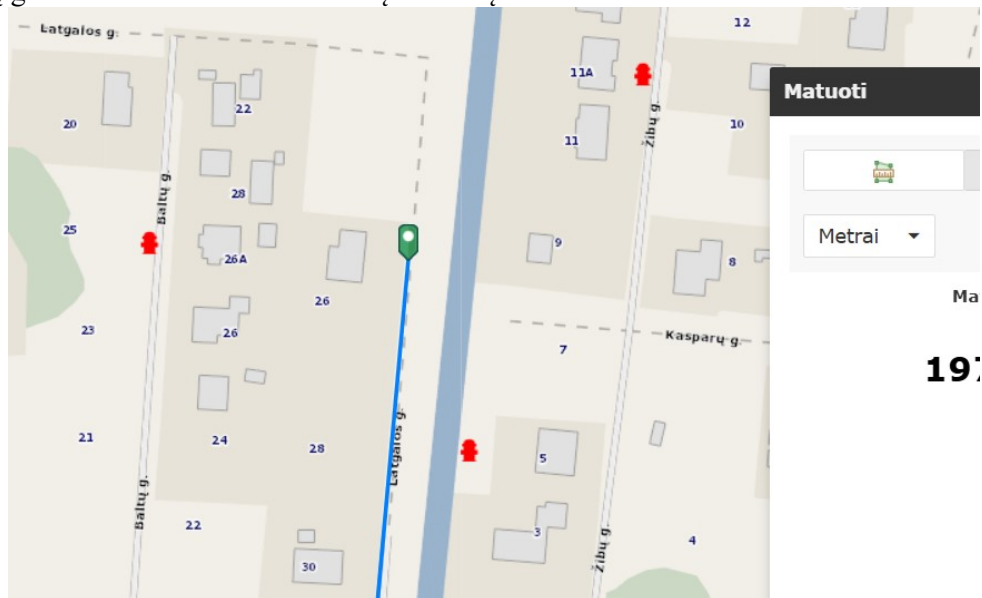 Latgalos g.
12
11A
Matuoti
22
20
11
Žibų g.
10
Baltų g.
28
25
9
Metrai
26A
8
26
Ma
23
26
7
Kasparų g.
197
Latgalos g.
21
24
28
5
Baltų g.
22
3
Žibų g.
4
30